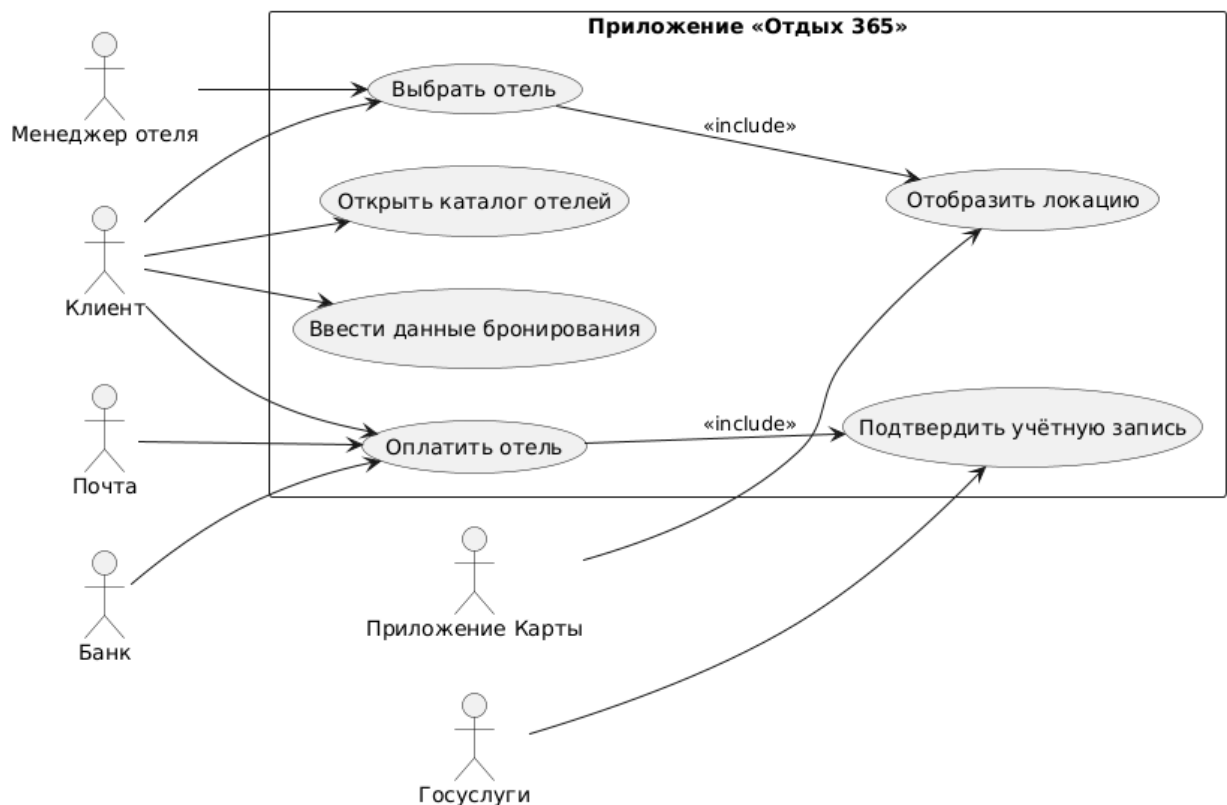 Приложение «Отдых 365»
Менеджер отеля
Выбрать отель
«include»
Отобразить локацию
Открыть каталог отелей
Клиент
Ввести данные бронирования
Почта
Оплатить отель
«include»
Подтвердить учётную запись
Банк
Приложение Карты
Госуслуги